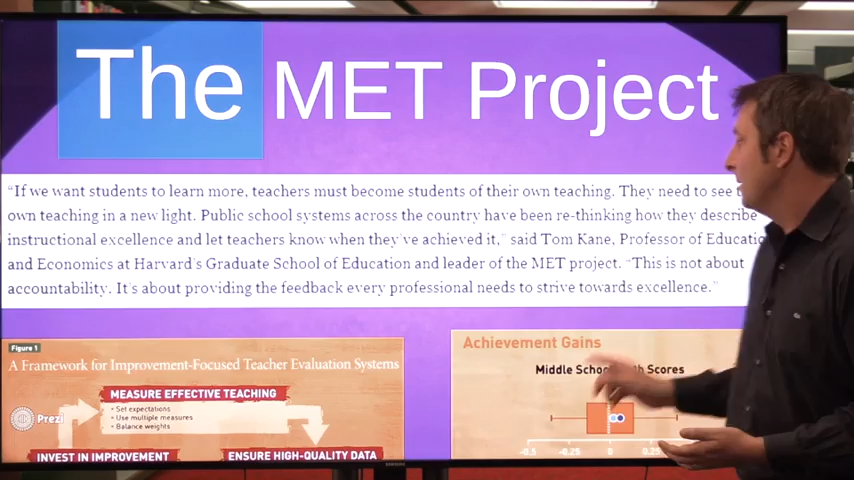 The MET Project
“If we want students to learn more, teachers must become students of their own teaching. They need to see
own teaching in a new light. Public school systems across the country have been re-thinking how they describe
instructional excellence and let teachers know when they’ve achieved it,” said Tom Kane, Professor of
and Economics at Harvard’s Graduate School of Education and leader of the MET project. “This is not about
accountability. It’s about providing the feedback every professional needs to strive towards excellence.”
Figure 1
A Framework for Improvement-Focused Teacher Evaluation Systems
MEASURE EFFECTIVE TEACHING
• Set expectations
• Use multiple measures
• Balance weights
Prezi
INVEST IN IMPROVEMENT
ENSURE HIGH-QUALITY DATA
Achievement Gains
Middle Scores
-0.5 -0.25 0 0.25
SAMSUNG